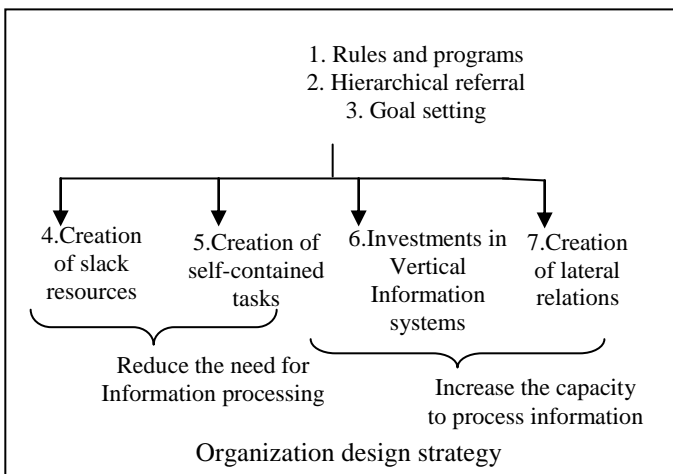 1. Rules and programs
2. Hierarchical referral
3. Goal setting
4.Creation
of slack
resources
5.Creation of
self-contained
tasks
6.Investments in
Vertical
Information
systems
7.Creation
of lateral
relations
Reduce the need for
Information processing
Increase the capacity
to process information
Organization design strategy